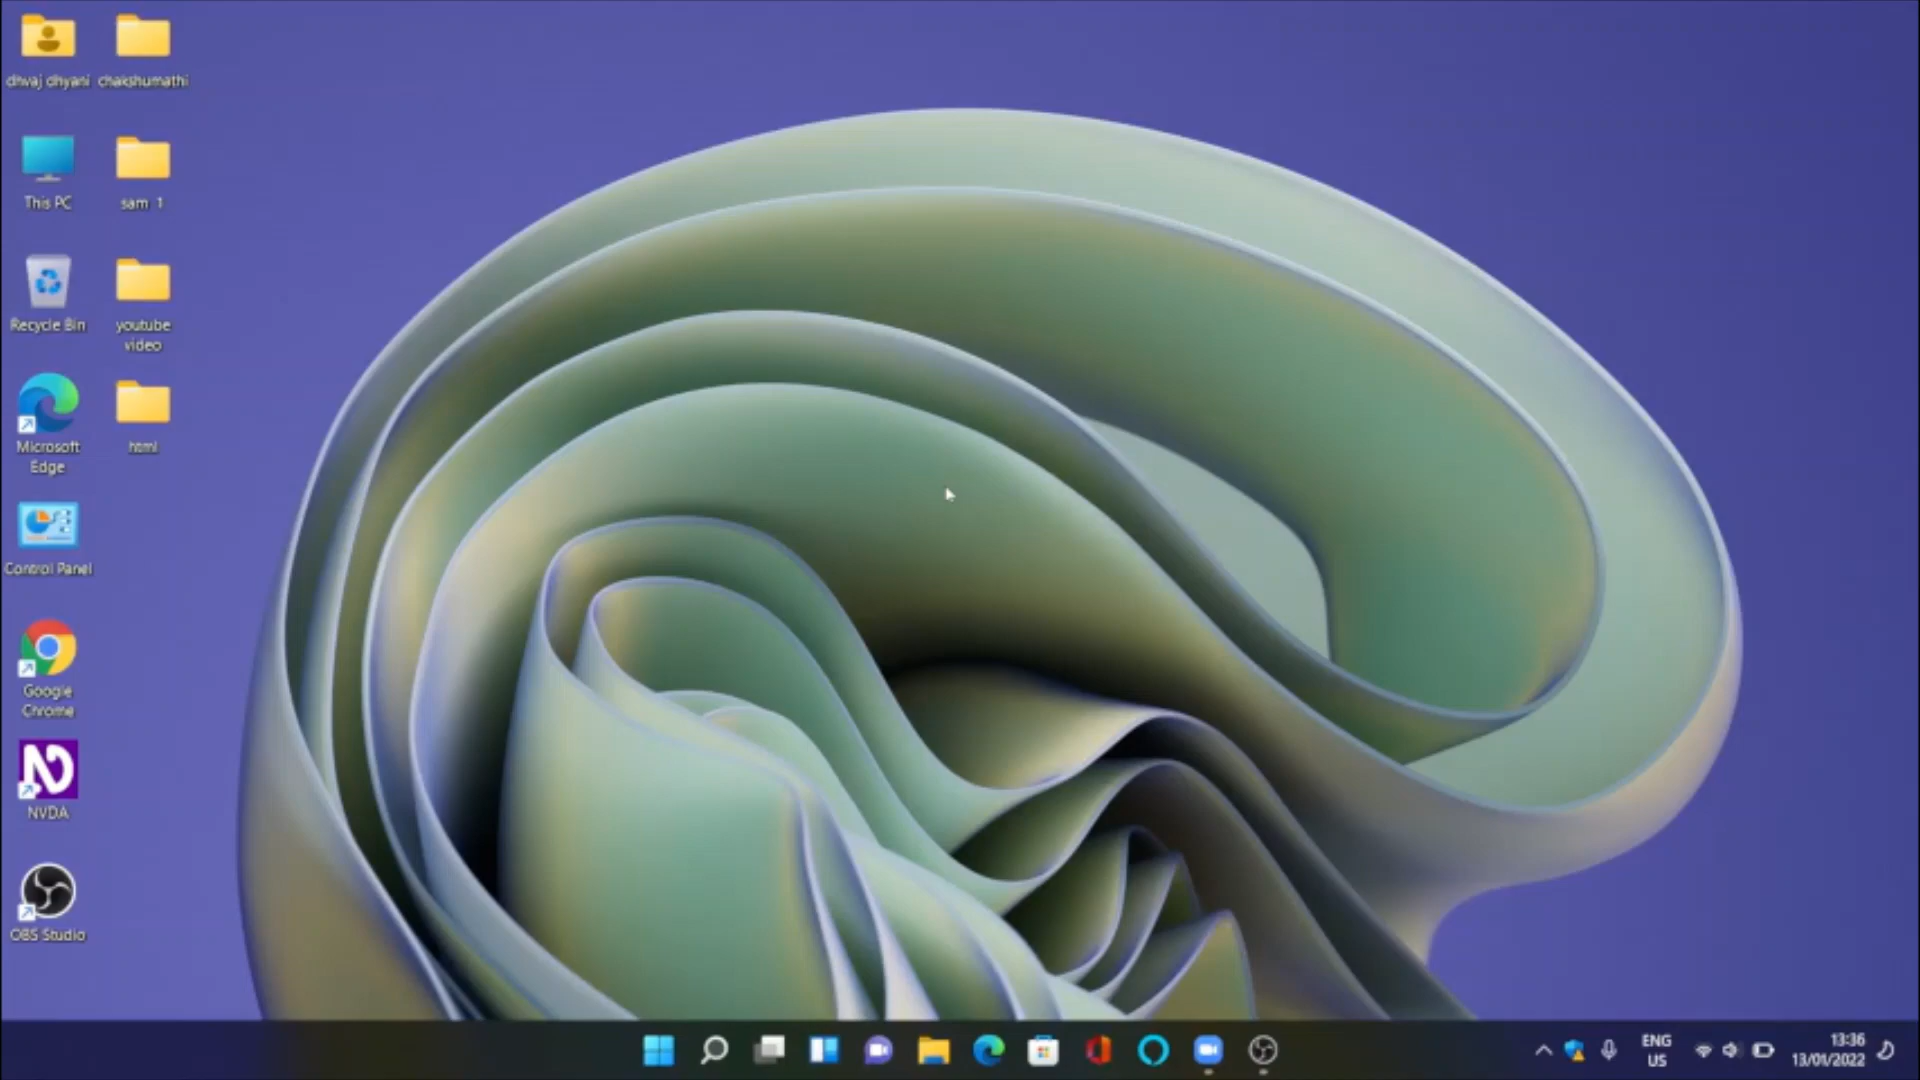 dhvaj dhyani
chakshumathi
This PC
sam 1
Recycle Bin
youtube
video
Microsoft
Edge
html
Control Panel
Google
Chrome
NVDA
OBS Studio
ENG
US
13:36
13/01/2022